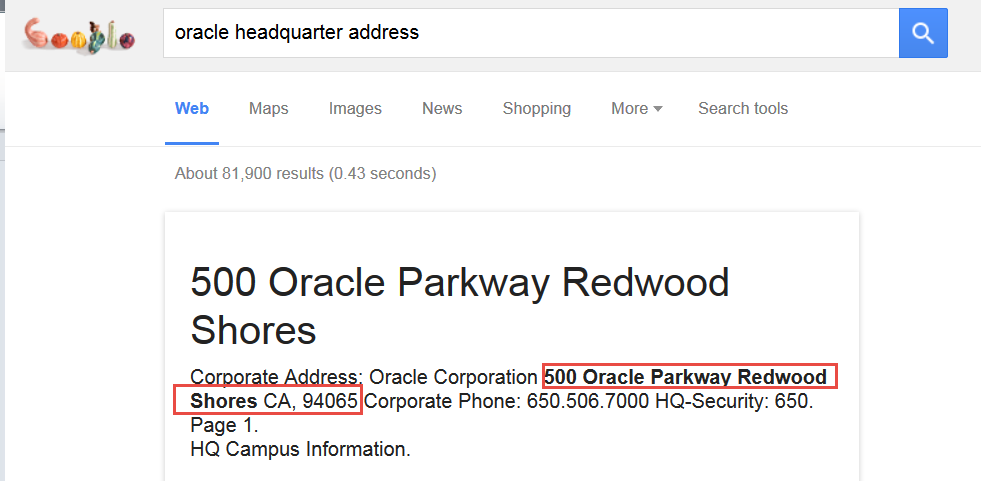 Google
oracle headquarter address
Web Maps Images News Shopping More Search tools
About 81,900 results (0.43 seconds)
500 Oracle Parkway Redwood
Shores
Corporate Address: Oracle Corporation 500 Oracle Parkway Redwood
Shores CA, 94065 Corporate Phone: 650.506.7000 HQ-Security: 650.
Page 1.
HQ Campus Information.